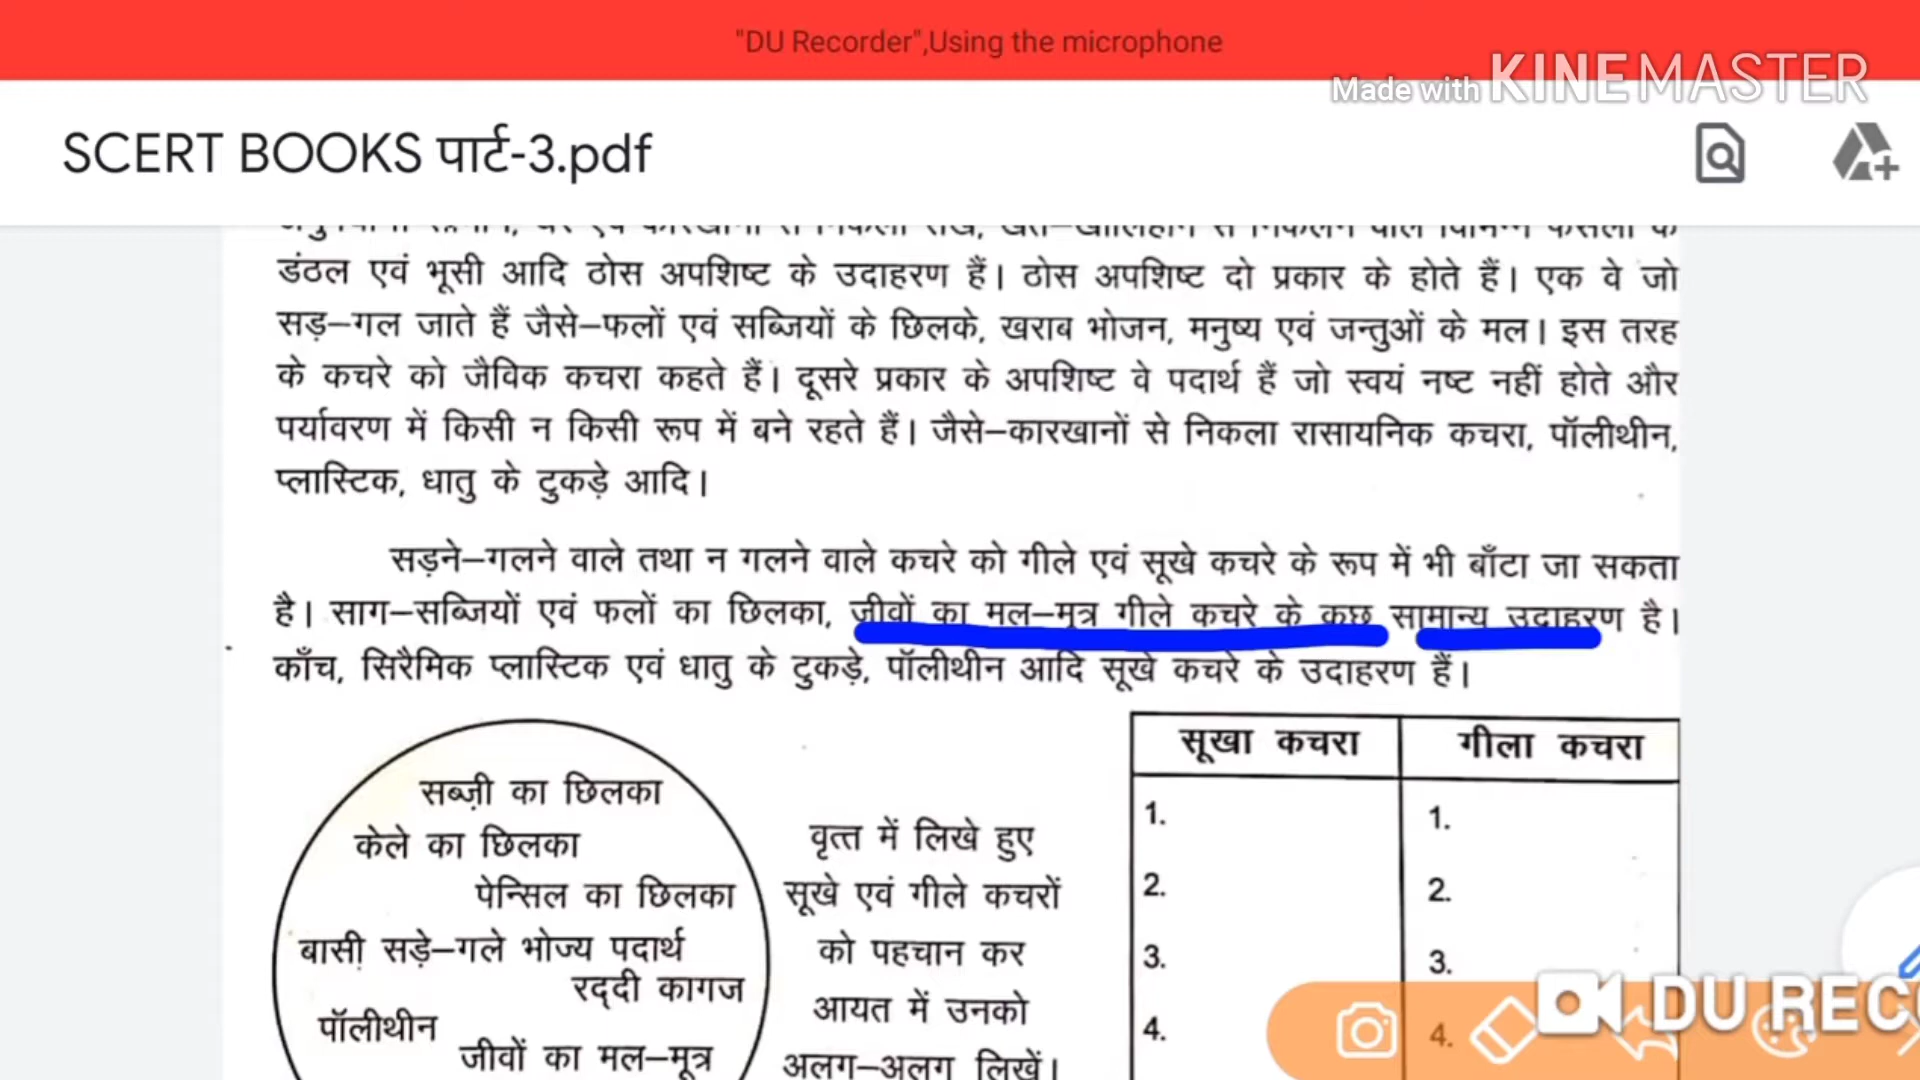 "DU Recorder",Using the microphone
Made with KINEMASTER
SCERT BOOKS पार्ट-3.pdf
डंठल एवं भूसी आदि ठोस अपशिष्ट के उदाहरण हैं। ठोस अपशिष्ट दो प्रकार के होते हैं। एक वे जो
सड़–गल जाते हैं जैसे–फलों एवं सब्जियों के छिलके, खराब भोजन, मनुष्य एवं जन्तुओं के मल। इस तरह
के कचरे को जैविक कचरा कहते हैं। दूसरे प्रकार के अपशिष्ट वे पदार्थ हैं जो स्वयं नष्ट नहीं होते और
पर्यावरण में किसी न किसी रूप में बने रहते हैं। जैसे–कारखानों से निकला रासायनिक कचरा, पॉलीथीन,
प्लास्टिक, धातु के टुकड़े आदि।
सड़ने–गलने वाले तथा न गलने वाले कचरे को गीले एवं सूखे कचरे के रूप में भी बाँटा जा सकता
है। साग–सब्जियों एवं फलों का छिलका, जीवों का मल–मूत्र गीले कचरे के कुछ सामान्य उदाहरण है।
काँच, सिरैमिक प्लास्टिक एवं धातु के टुकड़े, पॉलीथीन आदि सूखे कचरे के उदाहरण हैं।
सब्ज़ी का छिलका
केले का छिलका
पेन्सिल का छिलका
बासी सड़े–गले भोज्य पदार्थ
रद्दी कागज
पॉलीथीन
जीवों का मल–मूत्र
वृत्त में लिखे हुए
सूखे एवं गीले कचरों
को पहचान कर
आयत में उनको
अलग–अलग लिखें।
सूखा कचरा गीला कचरा
1. 1.
2. 2.
3. 3.
4. 4.
DU REC